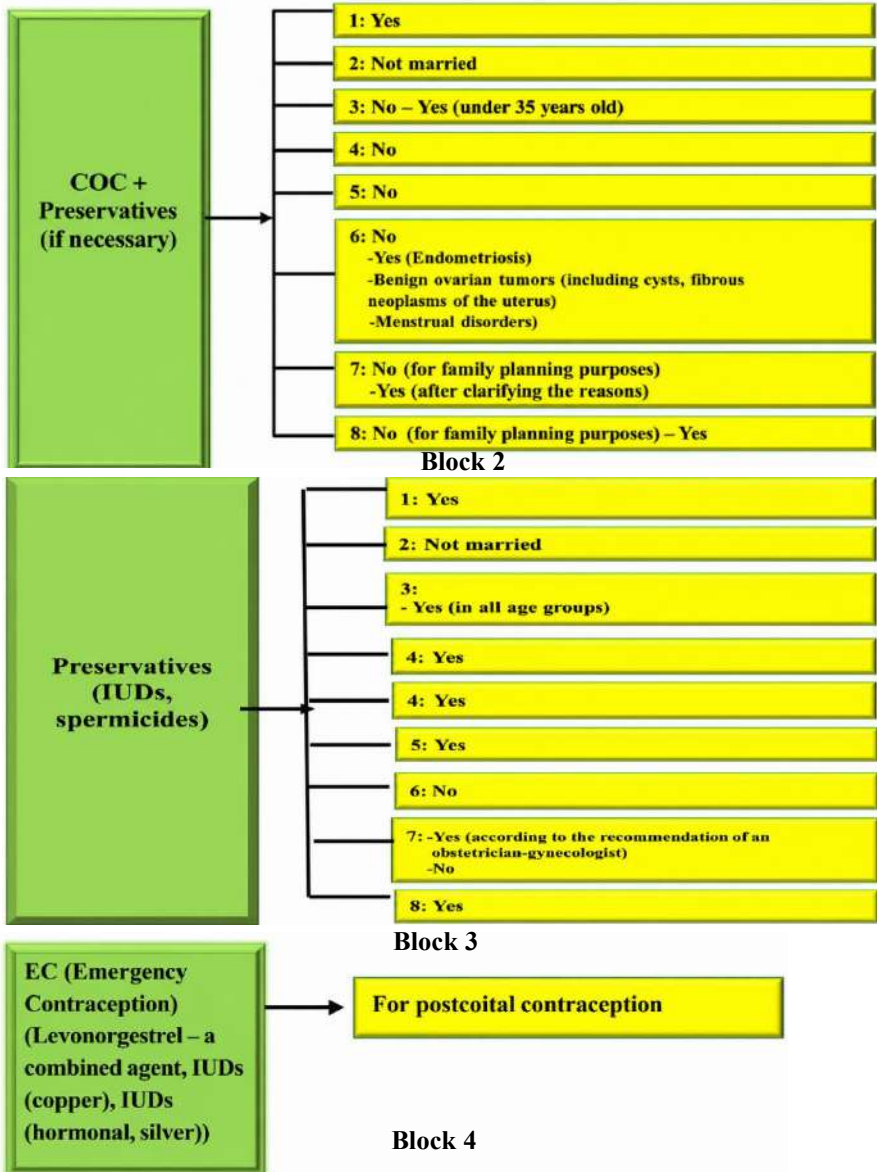 COC +
Preservatives
(if necessary)
1: Yes
2: Not married
3: No – Yes (under 35 years old)
4: No
5: No
6: No
-Yes (Endometriosis)
-Benign ovarian tumors (including cysts, fibrous
neoplasms of the uterus)
-Menstrual disorders)
7: No (for family planning purposes)
-Yes (after clarifying the reasons)
8: No (for family planning purposes) – Yes
Block 2
Preservatives
(IUDs,
spermicides)
1: Yes
2: Not married
3:
- Yes (in all age groups)
4: Yes
4: Yes
5: Yes
6: No
7: -Yes (according to the recommendation of an
obstetrician-gynecologist)
-No
8: Yes
Block 3
EC (Emergency
Contraception)
(Levonorgestrel – a
combined agent, IUDs
(copper), IUDs
(hormonal, silver))
For postcoital contraception
Block 4